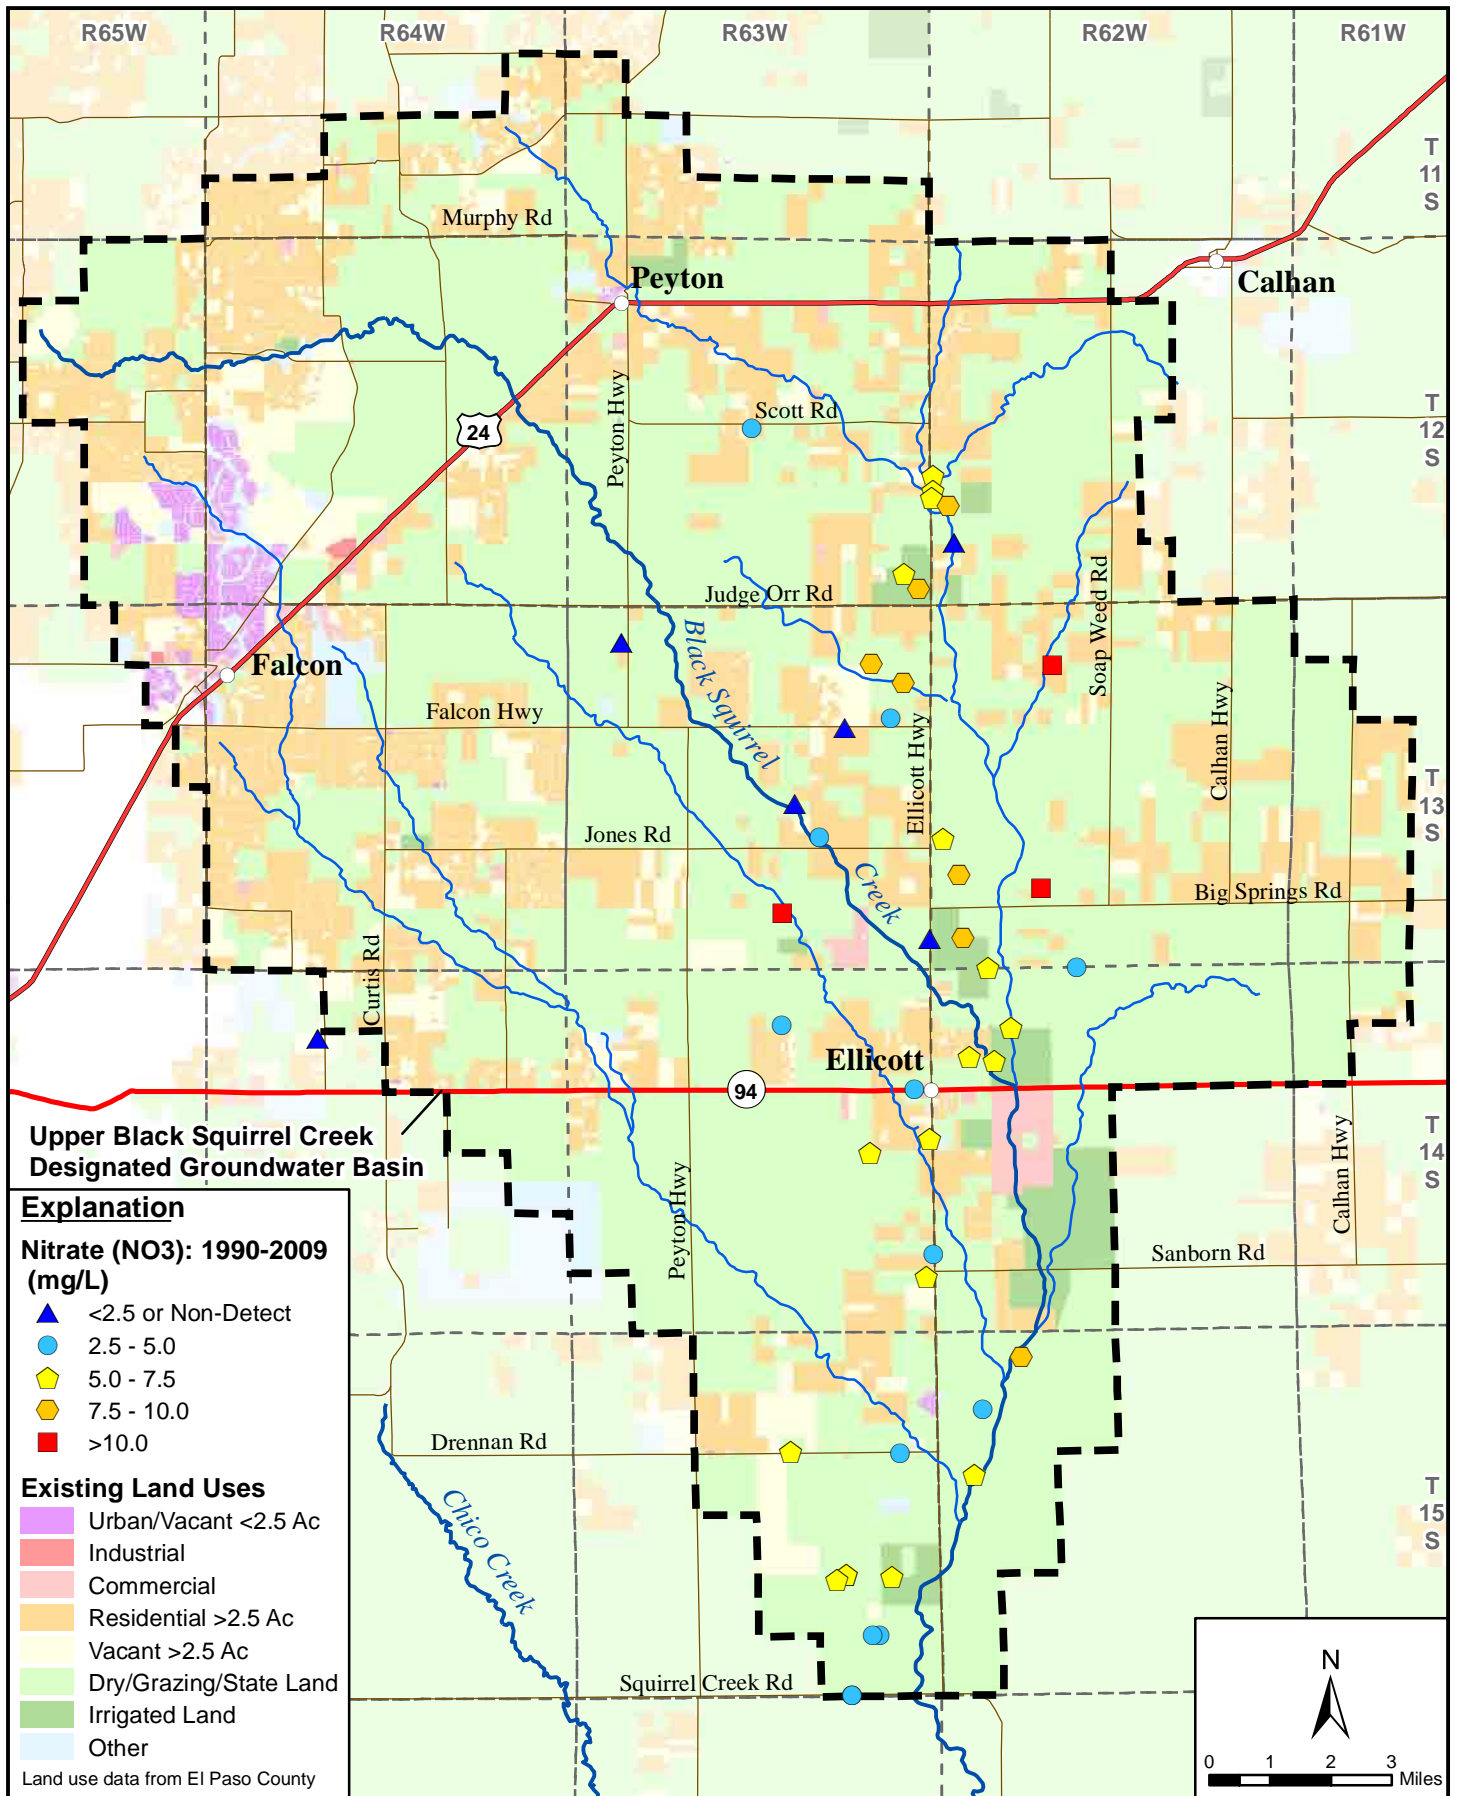 R65W
R64W
R63W
R62W
R61W
T
11
S
Murphy Rd
Peyton
Calhan
Peyton Hwy
Scott Rd
24
T
12
S
Judge Orr Rd
Soap Weed Rd
Black Squirrel
Creek
Falcon
Falcon Hwy
Ellicott Hwy
Calhan Hwy
T
13
S
Jones Rd
Big Springs Rd
Curtis Rd
Ellicott
94
Upper Black Squirrel Creek
Designated Groundwater Basin
T
14
S
Peyton Hwy
Calhan Hwy
Sanborn Rd
Drennan Rd
Chico Creek
T
15
S
Squirrel Creek Rd
Explanation
Nitrate (NO3): 1990-2009
(mg/L)
<2.5 or Non-Detect
2.5 - 5.0
5.0 - 7.5
7.5 - 10.0
>10.0
Existing Land Uses
Urban/Vacant <2.5 Ac
Industrial
Commercial
Residential >2.5 Ac
Vacant >2.5 Ac
Dry/Grazing/State Land
Irrigated Land
Other
Land use data from El Paso County
N
0 1 2 3 Miles